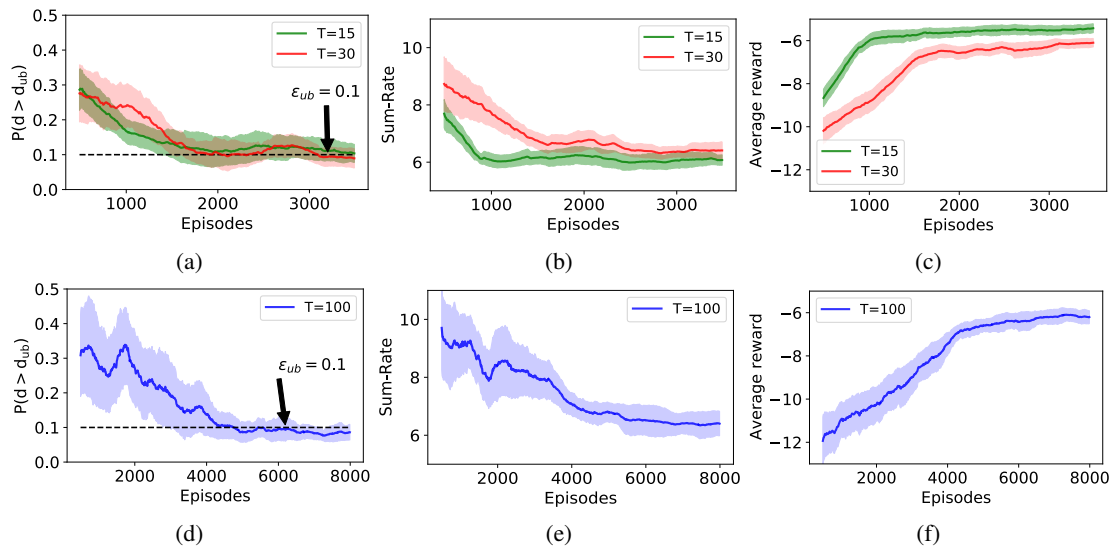 0.5
0.4
0.3
0.2
0.1
0.0
P(d > d_ub)
T=15
T=30
ε_ub = 0.1
1000 2000 3000
Episodes
(a)
10
8
6
Sum-Rate
T=15
T=30
1000 2000 3000
Episodes
(b)
−6
−8
−10
−12
Average reward
T=15
T=30
1000 2000 3000
Episodes
(c)
0.5
0.4
0.3
0.2
0.1
0.0
P(d > d_ub)
T=100
ε_ub = 0.1
2000 4000 6000 8000
Episodes
(d)
10
8
6
Sum-Rate
T=100
2000 4000 6000 8000
Episodes
(e)
−6
−8
−10
−12
Average reward
T=100
2000 4000 6000 8000
Episodes
(f)